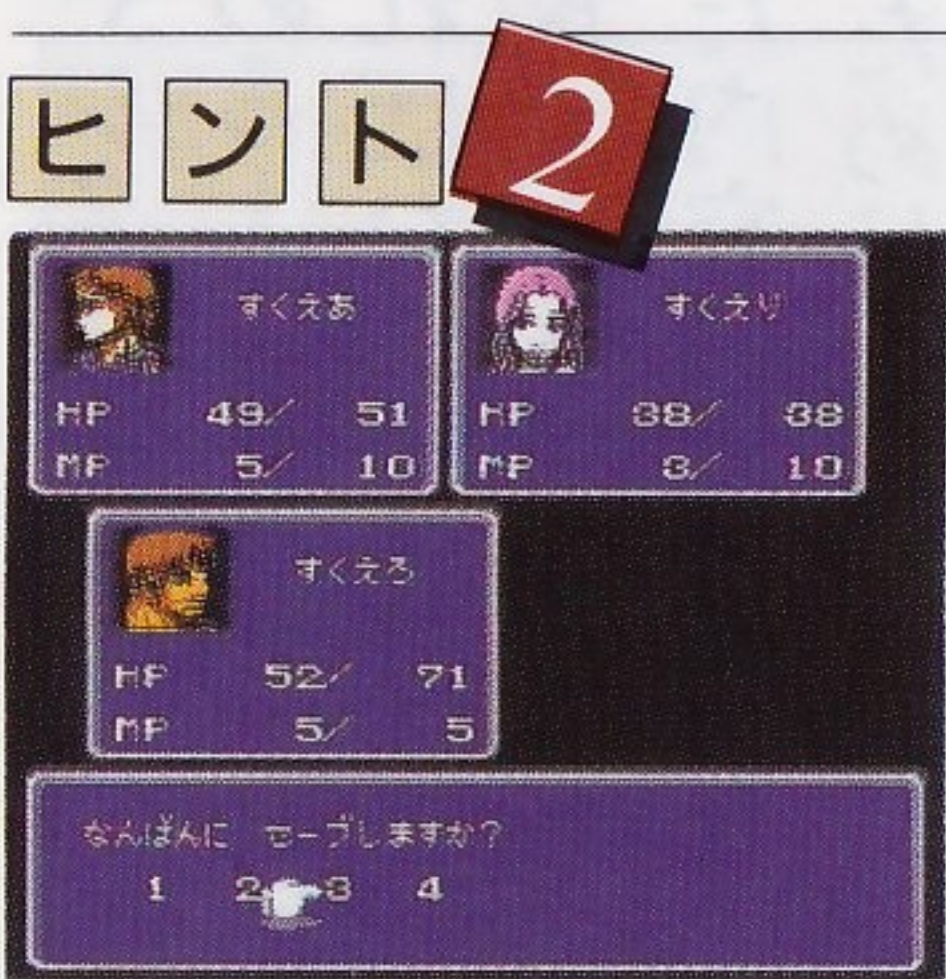 ヒント 2
すくえあ すくえり
HP 49/ 51 HP 38/ 38
MP 5/ 10 MP 3/ 10
すくえろ
HP 52/ 71
MP 5/ 5
なんばんに セーブしますか?
1 2 3 4